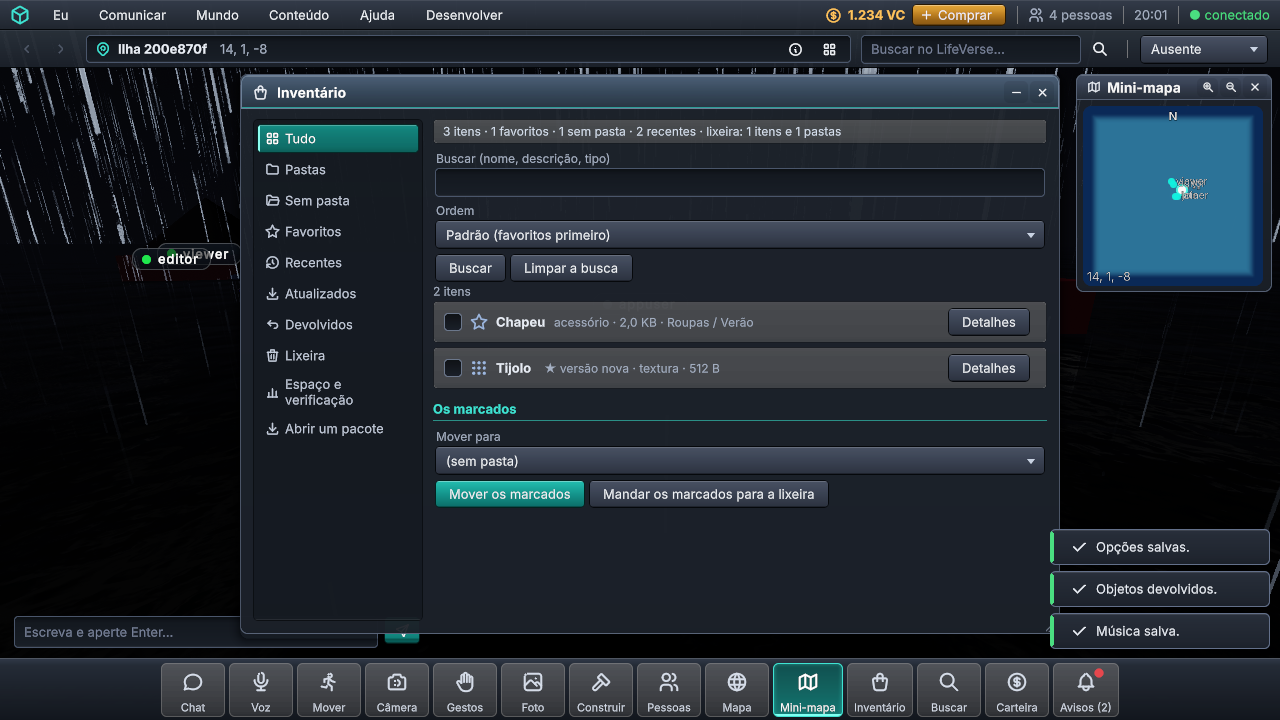 Eu Comunicar Mundo Conteúdo Ajuda Desenvolver 1.234 VC + Comprar 4 pessoas 20:01 conectado
Ilha 200e870f 14, 1, -8 Buscar no LifeVerse... Ausente
Inventário
Mini-mapa
N
viewer
14, 1, -8
viewer
editor
Tudo
Pastas
Sem pasta
Favoritos
Recentes
Atualizados
Devolvidos
Lixeira
Espaço e
verificação
Abrir um pacote
3 itens · 1 favoritos · 1 sem pasta · 2 recentes · lixeira: 1 itens e 1 pastas
Buscar (nome, descrição, tipo)
Ordem
Padrão (favoritos primeiro)
Buscar Limpar a busca
2 itens
Chapeu acessório · 2,0 KB · Roupas / Verão Detalhes
Tijolo ★ versão nova · textura · 512 B Detalhes
Os marcados
Mover para
(sem pasta)
Mover os marcados Mandar os marcados para a lixeira
Opções salvas.
Objetos devolvidos.
Música salva.
Escreva e aperte Enter...
Chat Voz Mover Câmera Gestos Foto Construir Pessoas Mapa Mini-mapa Inventário Buscar Carteira Avisos (2)